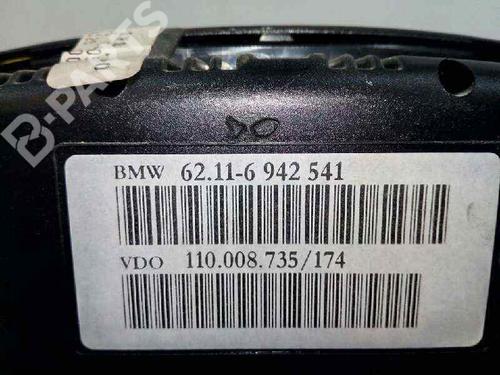 B-PARTS
BMW 62.11-6 942 541
VDO 110.008.735/174